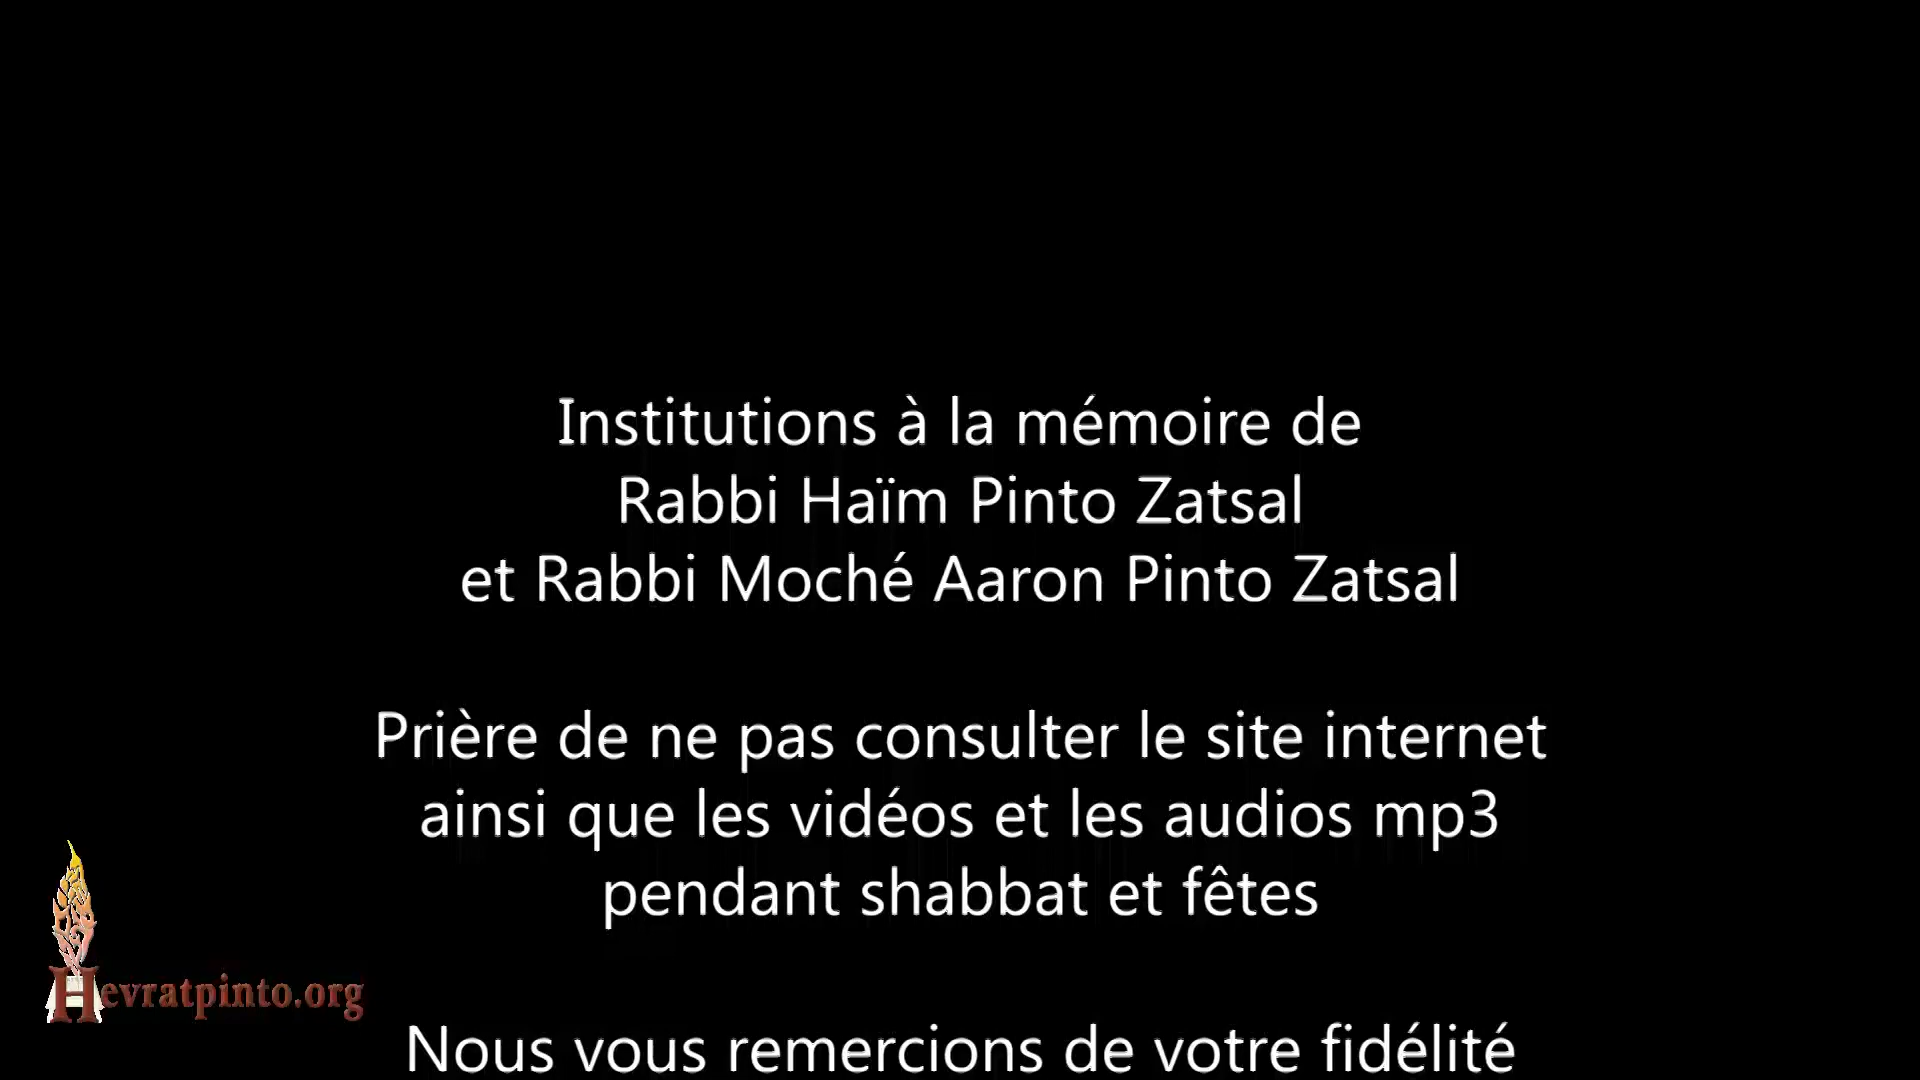 Institutions à la mémoire de
Rabbi Haïm Pinto Zatsal
et Rabbi Moché Aaron Pinto Zatsal
Prière de ne pas consulter le site internet
ainsi que les vidéos et les audios mp3
pendant shabbat et fêtes
Hevratpinto.org
Nous vous remercions de votre fidélité